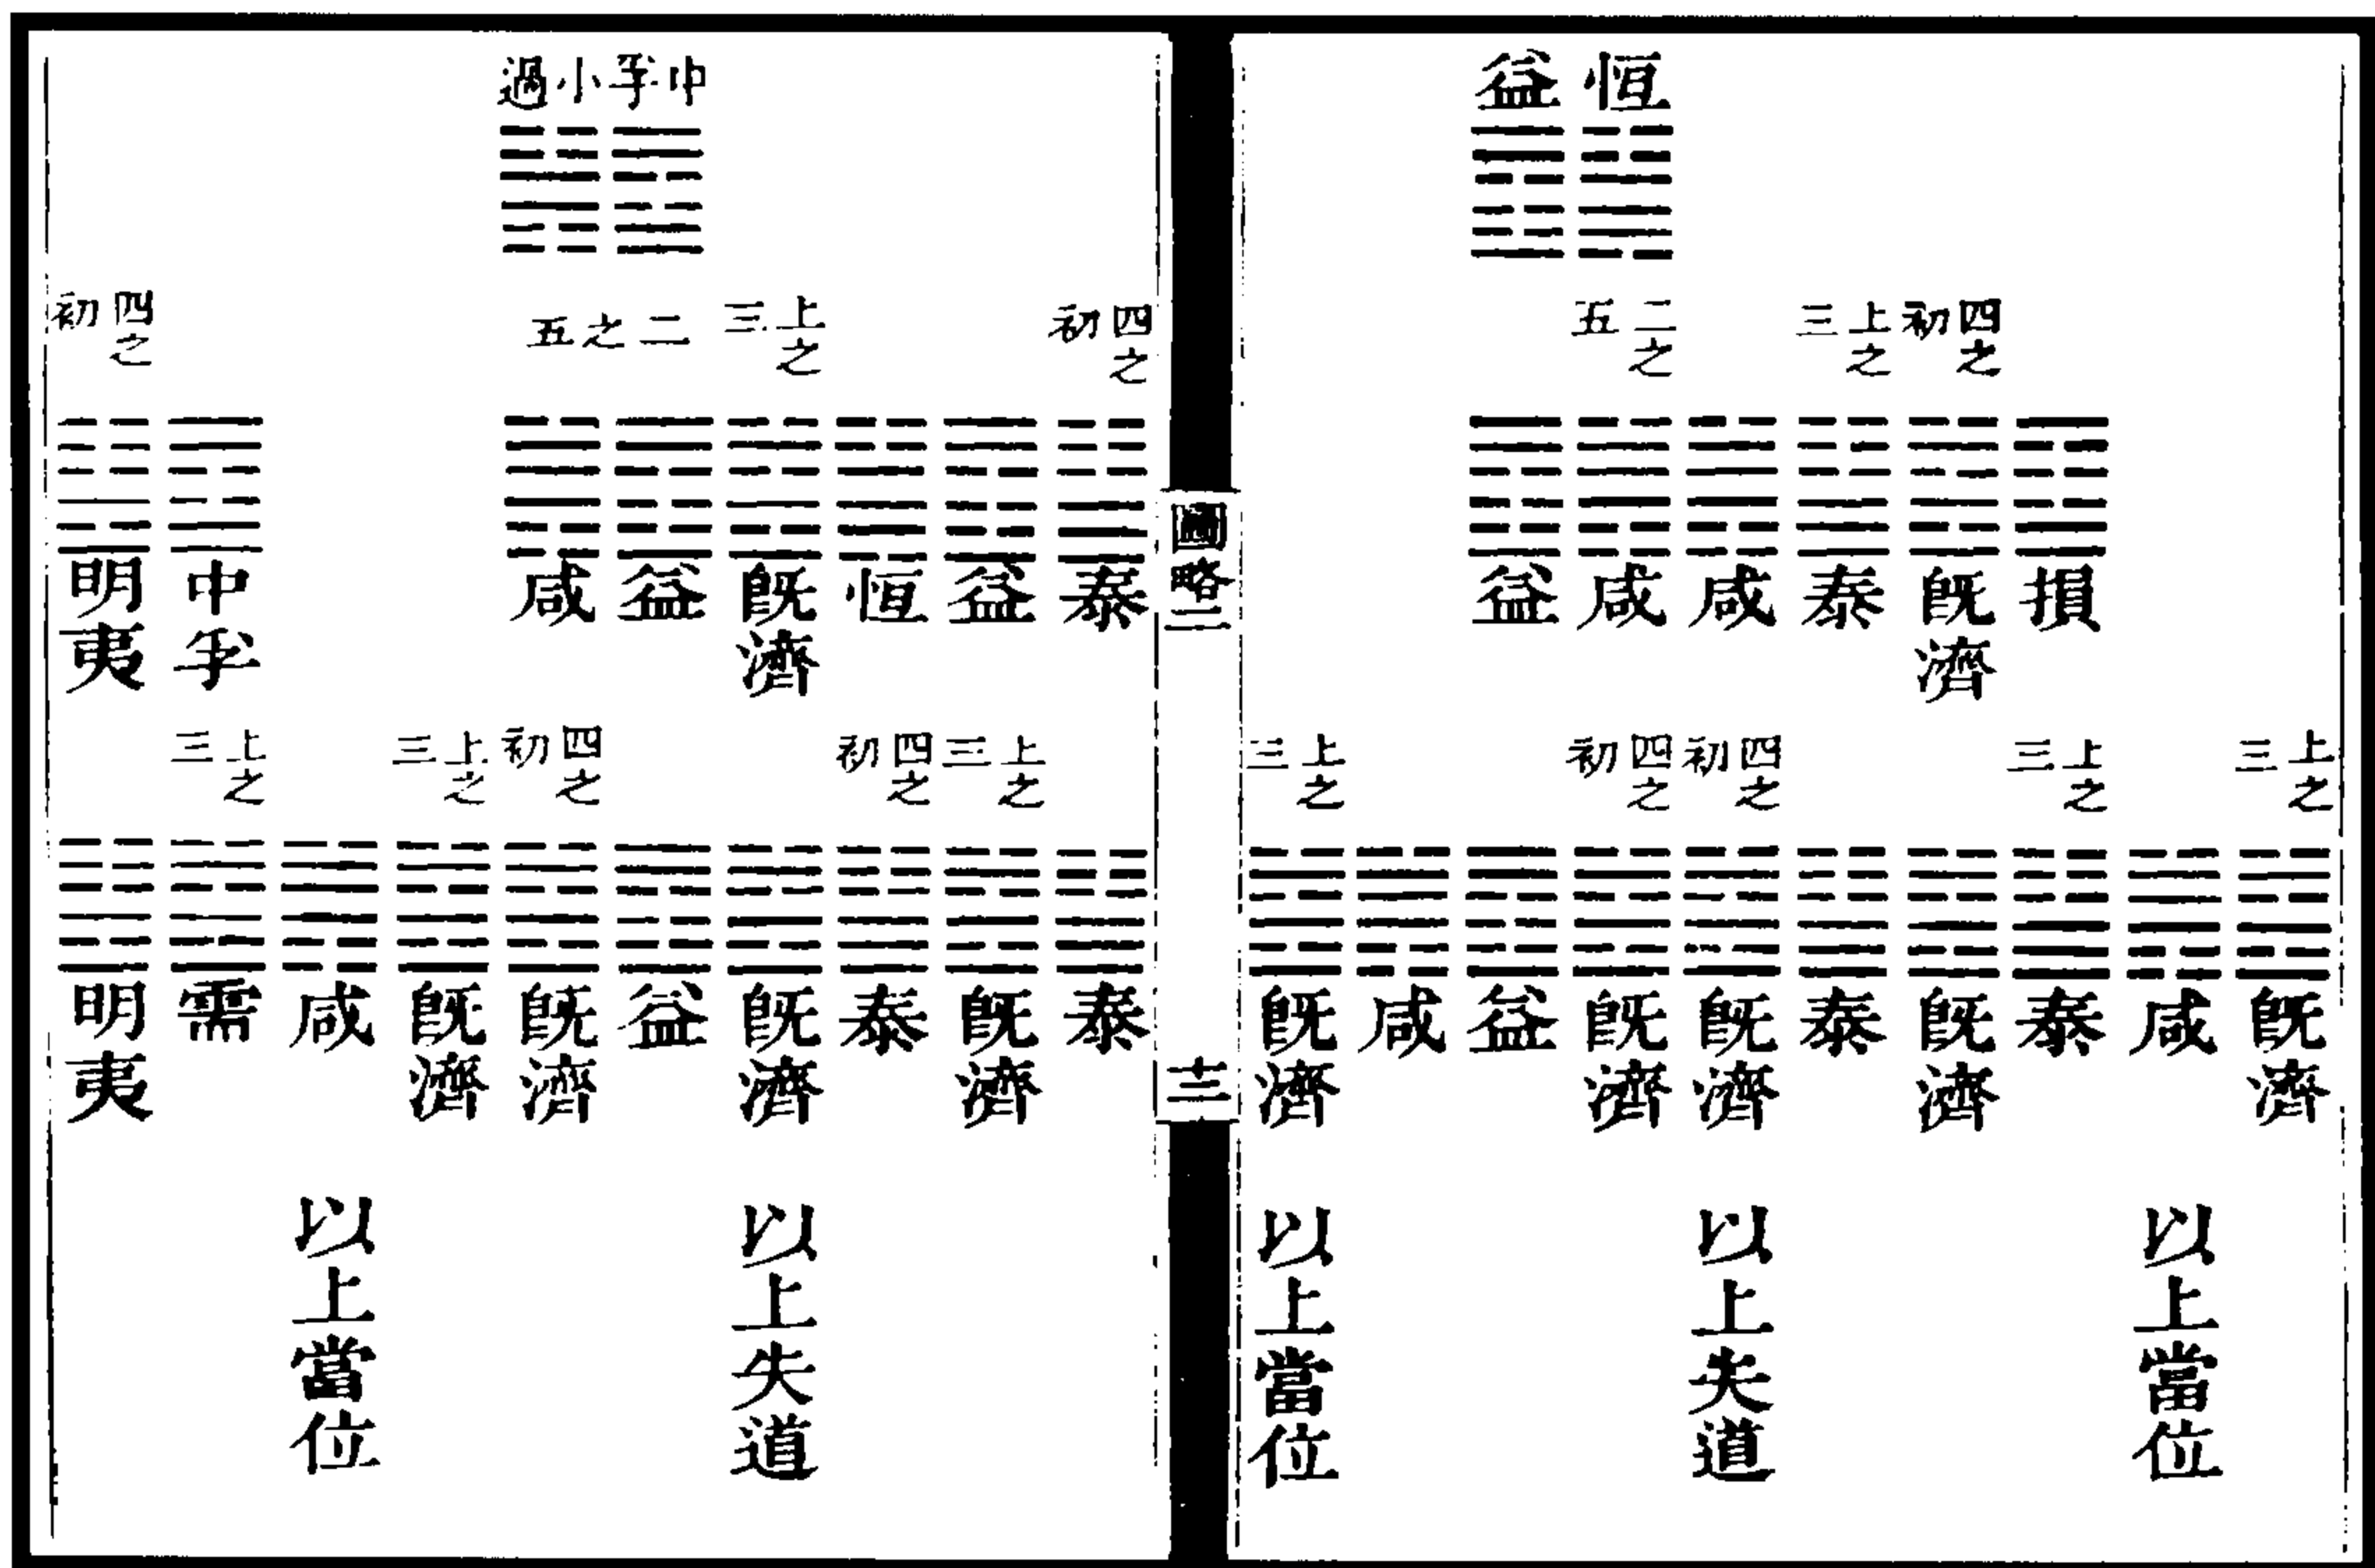 上之三
既濟
咸
以上當位
損
上之三
泰
四之初
既濟
既濟
上之三
泰
泰
咸
四之初
既濟
以上失道
恒
二之五
咸
四之初
既濟
益
益
益
咸
上之三
既濟
以上當位
圖略二
十三
四之初
泰
泰
益
上之三
既濟
恒
四之初
泰
上之三
既濟
既濟
以上失道
中孚小過
二之五
益
益
咸
四之初
既濟
上之三
既濟
咸
以上當位
中孚
上之三
需
四之初
明夷
明夷